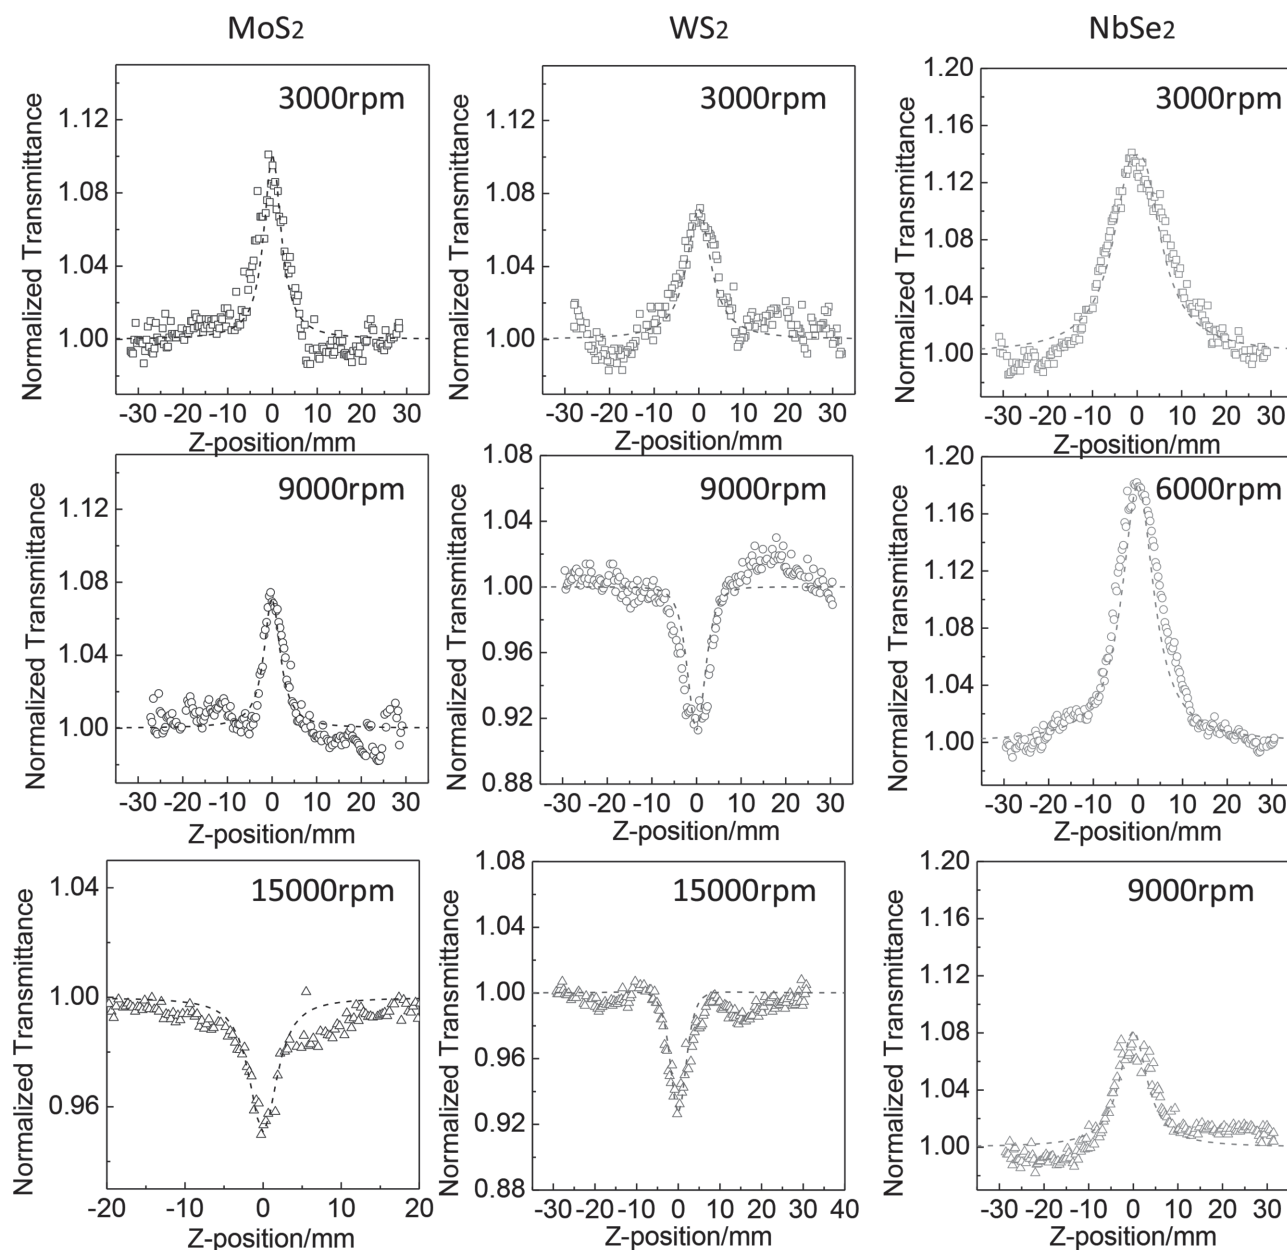 MoS2
WS2
NbSe2
Normalized Transmittance
3000rpm
1.12
1.08
1.04
1.00
-30 -20 -10 0 10 20 30
Z-position/mm
Normalized Transmittance
3000rpm
1.12
1.08
1.04
1.00
-30 -20 -10 0 10 20 30
Z-position/mm
Normalized Transmittance
3000rpm
1.20
1.16
1.12
1.08
1.04
1.00
-30 -20 -10 0 10 20 30
Z-position/mm
Normalized Transmittance
9000rpm
1.12
1.08
1.04
1.00
-30 -20 -10 0 10 20 30
Z-position/mm
Normalized Transmittance
9000rpm
1.08
1.04
1.00
0.96
0.92
0.88
-30 -20 -10 0 10 20 30
Z-position/mm
Normalized Transmittance
6000rpm
1.20
1.16
1.12
1.08
1.04
1.00
-30 -20 -10 0 10 20 30
Z-position/mm
Normalized Transmittance
15000rpm
1.04
1.00
0.96
-20 -10 0 10 20
Z-position/mm
Normalized Transmittance
15000rpm
1.08
1.04
1.00
0.96
0.92
0.88
-30 -20 -10 0 10 20 30 40
Z-position/mm
Normalized Transmittance
9000rpm
1.20
1.16
1.12
1.08
1.04
1.00
-30 -20 -10 0 10 20 30
Z-position/mm